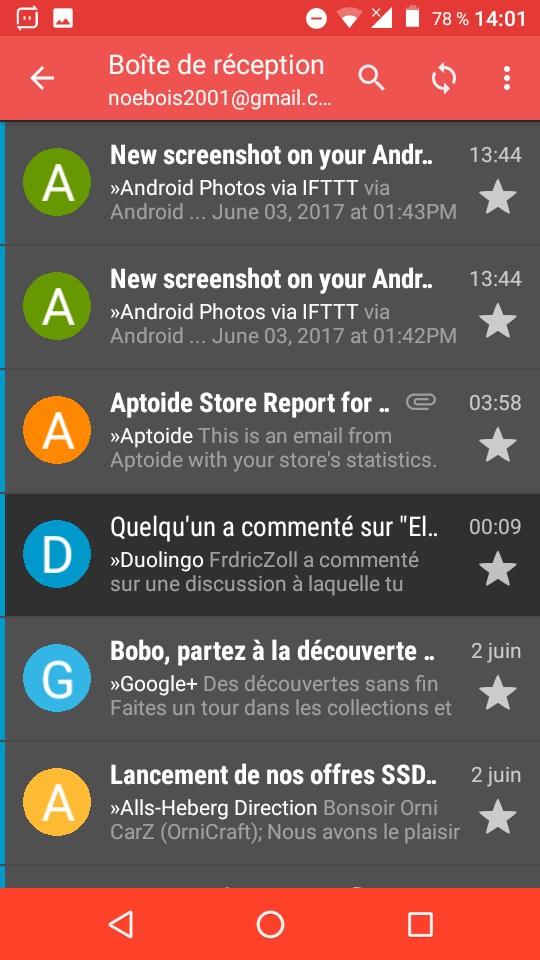 78 % 14:01
Boîte de réception
noebois2001@gmail.c...
New screenshot on your Andr.. 13:44
»Android Photos via IFTTT via
Android ... June 03, 2017 at 01:43PM
A
New screenshot on your Andr.. 13:44
»Android Photos via IFTTT via
Android ... June 03, 2017 at 01:42PM
A
Aptoide Store Report for .. 03:58
»Aptoide This is an email from
Aptoide with your store's statistics.
A
Quelqu'un a commenté sur "El.. 00:09
»Duolingo FrdricZoll a commenté
sur une discussion à laquelle tu
D
Bobo, partez à la découverte .. 2 juin
»Google+ Des découvertes sans fin
Faites un tour dans les collections et
G
Lancement de nos offres SSD.. 2 juin
»Alls-Heberg Direction Bonsoir Orni
CarZ (OrniCraft); Nous avons le plaisir
A